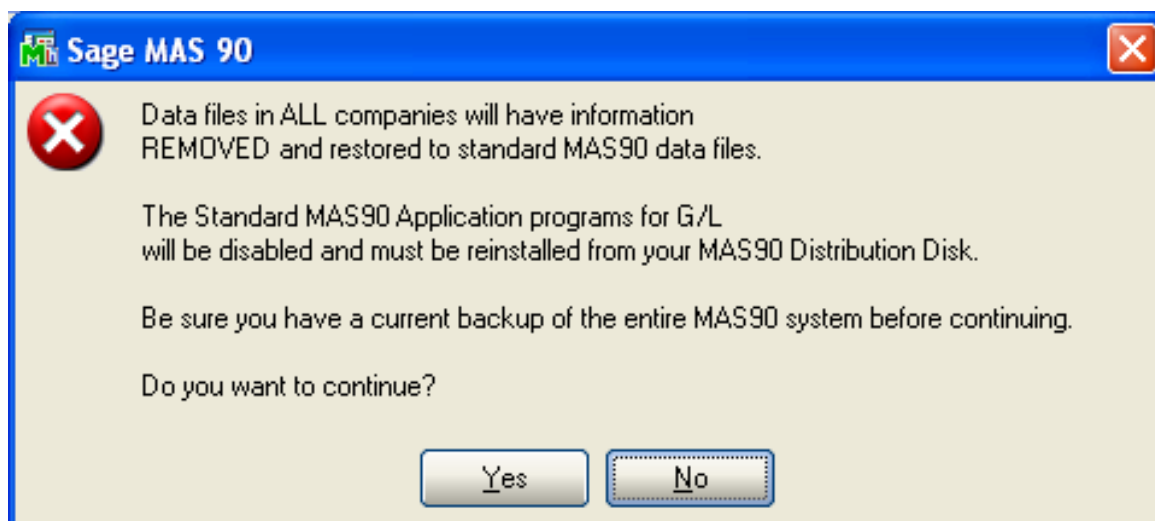 Sage MAS 90
Data files in ALL companies will have information
REMOVED and restored to standard MAS90 data files.
The Standard MAS90 Application programs for G/L
will be disabled and must be reinstalled from your MAS90 Distribution Disk.
Be sure you have a current backup of the entire MAS90 system before continuing.
Do you want to continue?
Yes
No